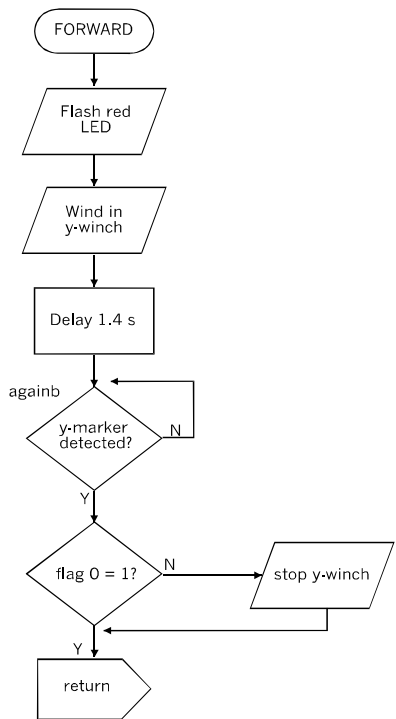 FORWARD
Flash red
LED
Wind in
y-winch
Delay 1.4 s
againb
y-marker
detected?
N
Y
flag 0 = 1?
N
stop y-winch
Y
return